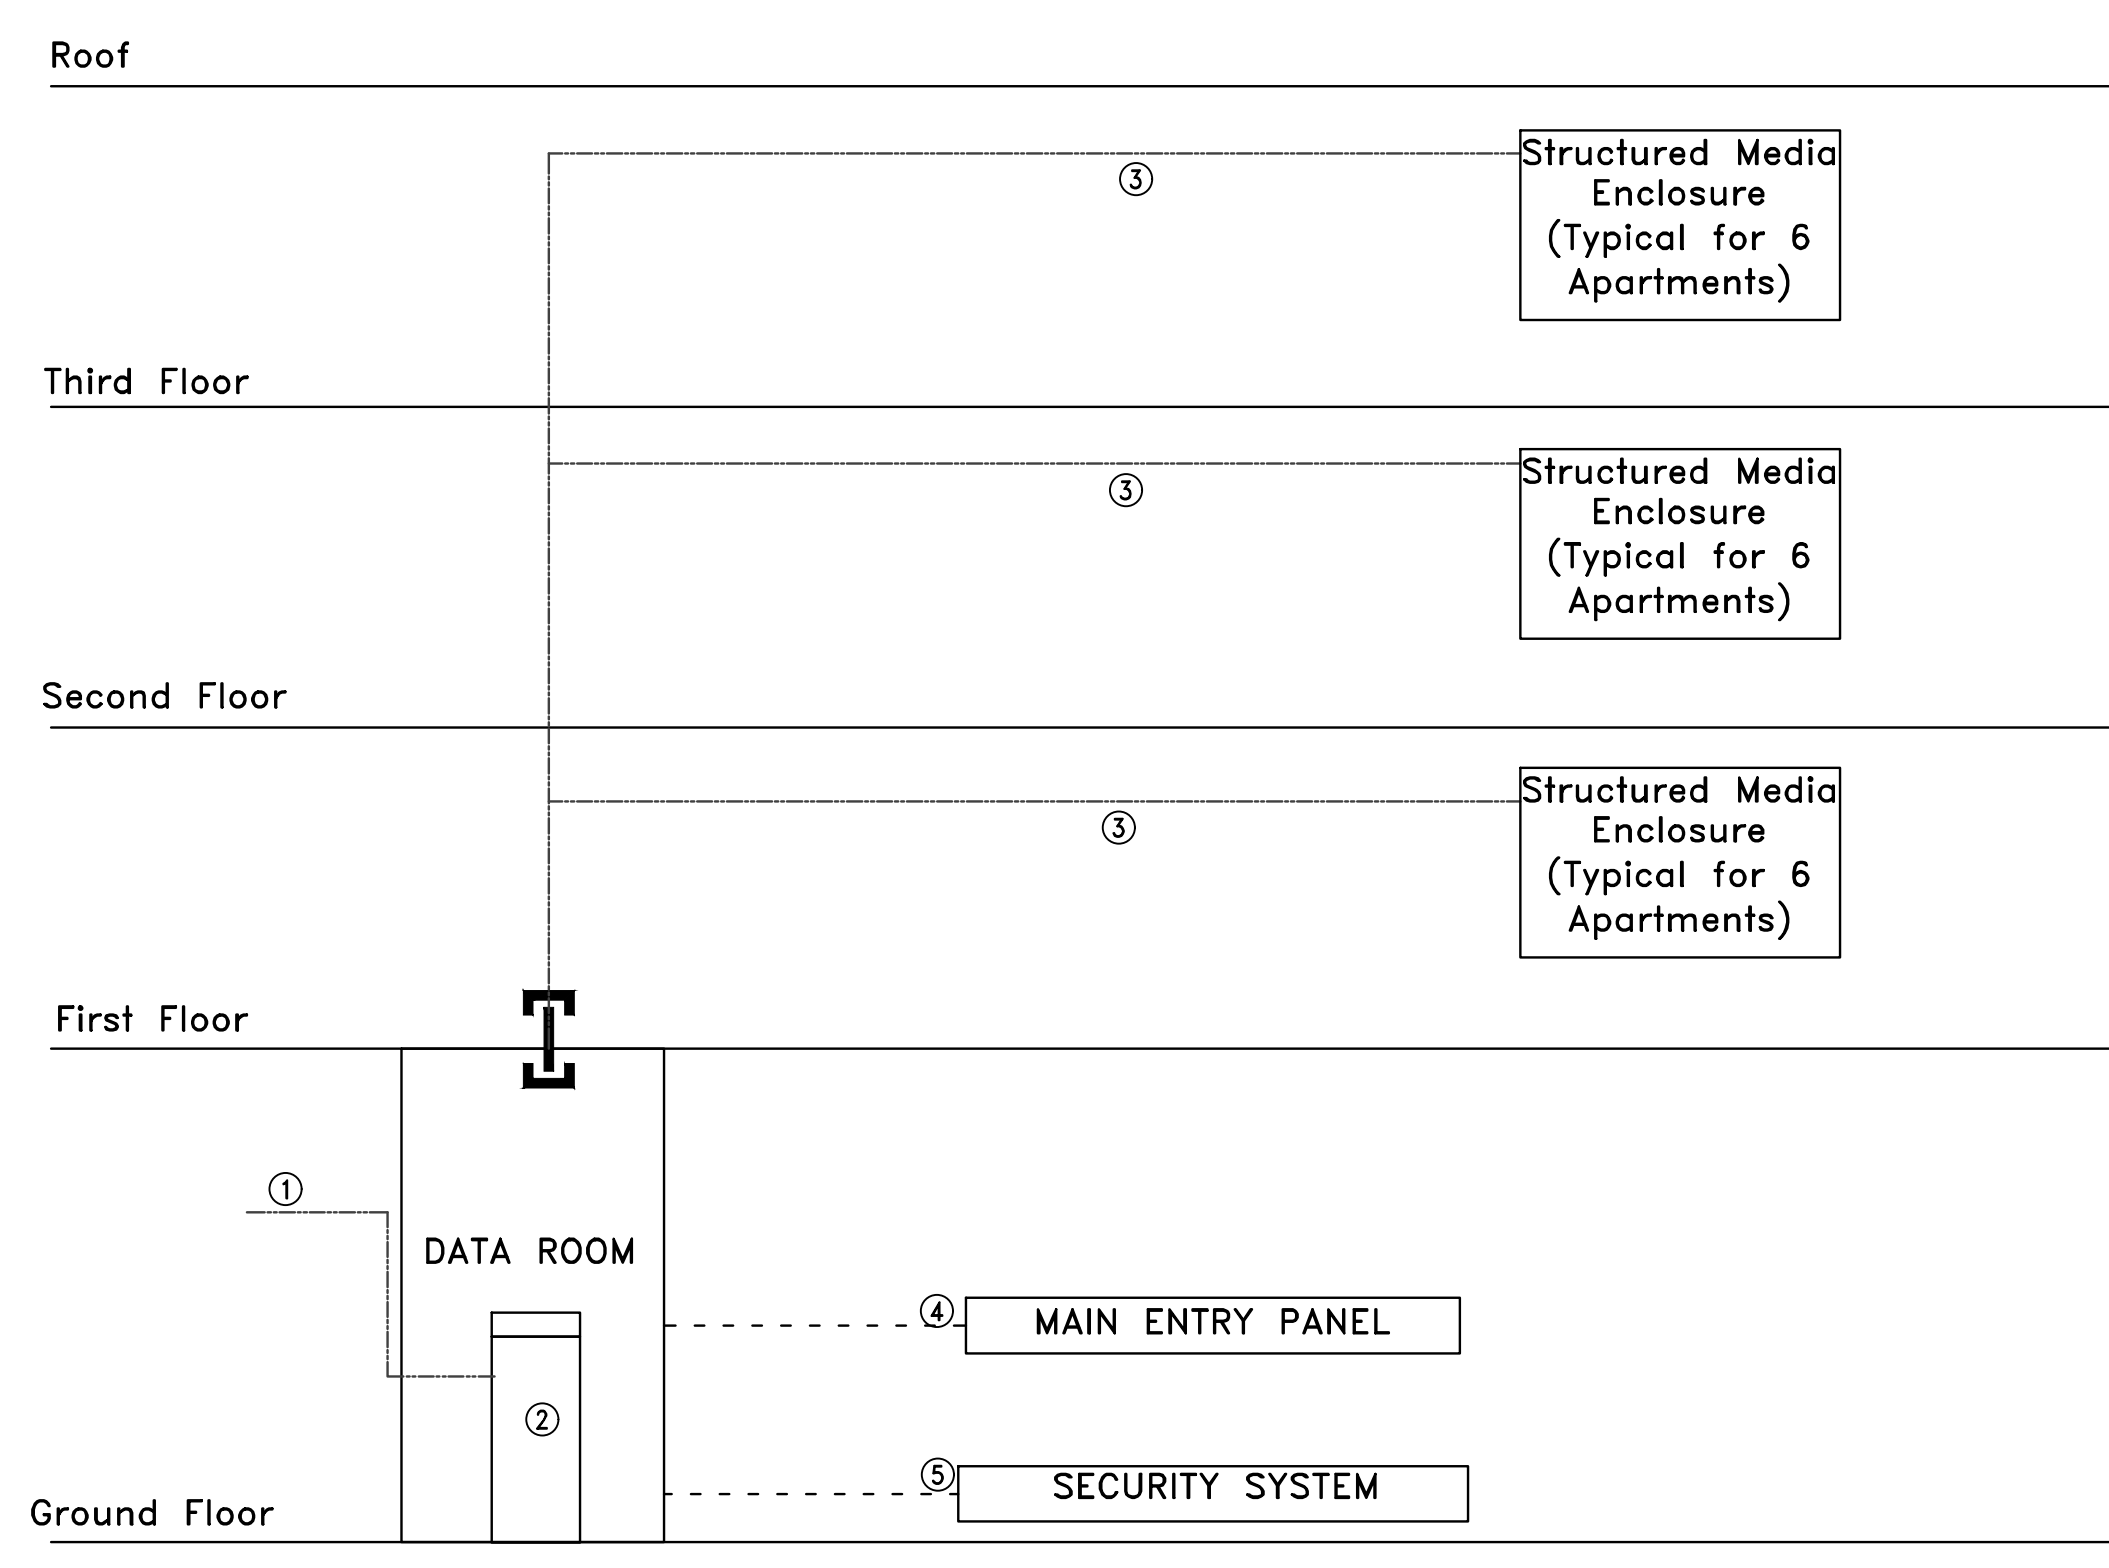 Roof
Structured Media
Enclosure
(Typical for 6
Apartments)
3
Third Floor
Structured Media
Enclosure
(Typical for 6
Apartments)
3
Second Floor
Structured Media
Enclosure
(Typical for 6
Apartments)
3
First Floor
1
DATA ROOM
4
MAIN ENTRY PANEL
2
5
SECURITY SYSTEM
Ground Floor